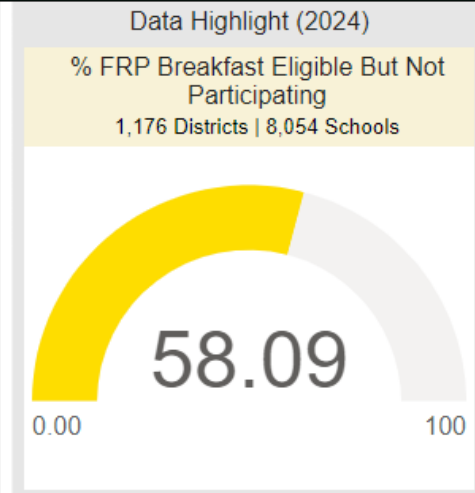 Data Highlight (2024)
% FRP Breakfast Eligible But Not
Participating
1,176 Districts | 8,054 Schools
58.09
0.00
100